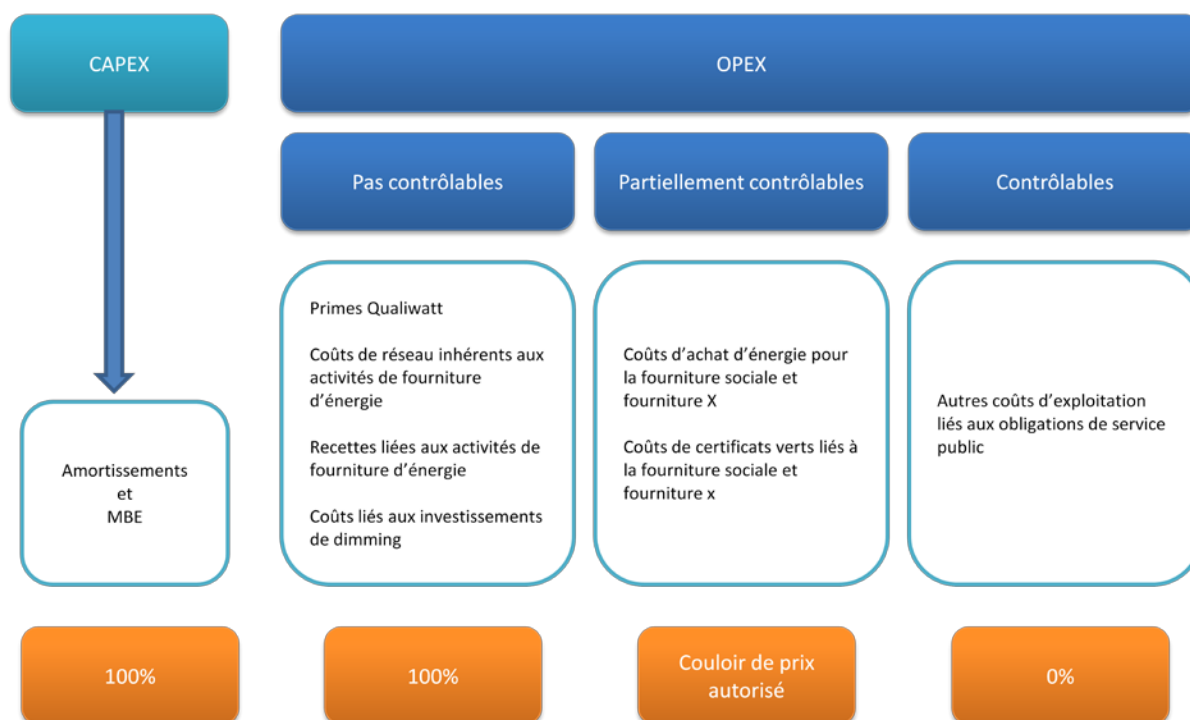 CAPEX
OPEX
Pas contrôlables
Partiellement contrôlables
Contrôlables
Amortissements
et
MBE
Primes Qualiwatt
Coûts de réseau inhérents aux
activités de fourniture
d’énergie
Recettes liées aux activités de
fourniture d’énergie
Coûts liés aux investissements
de dimming
Coûts d’achat d’énergie pour
la fourniture sociale et
fourniture X
Coûts de certificats verts liés à
la fourniture sociale et
fourniture x
Autres coûts d’exploitation
liés aux obligations de service
public
100%
100%
Couloir de prix
autorisé
0%